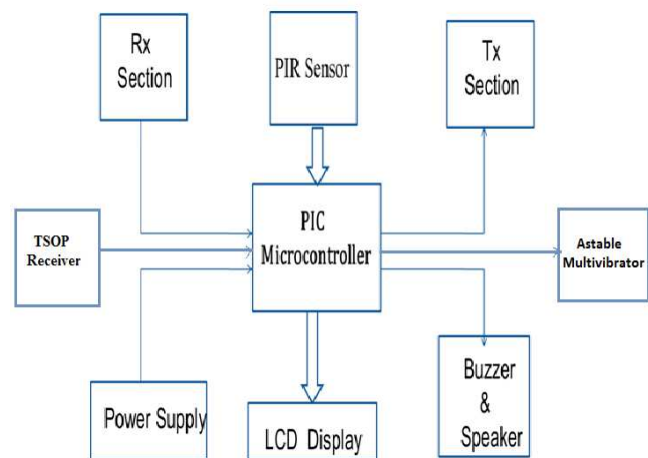 Rx
Section
PIR Sensor
Tx
Section
TSOP
Receiver
PIC
Microcontroller
Astable
Multivibrator
Power Supply
LCD Display
Buzzer
&
Speaker